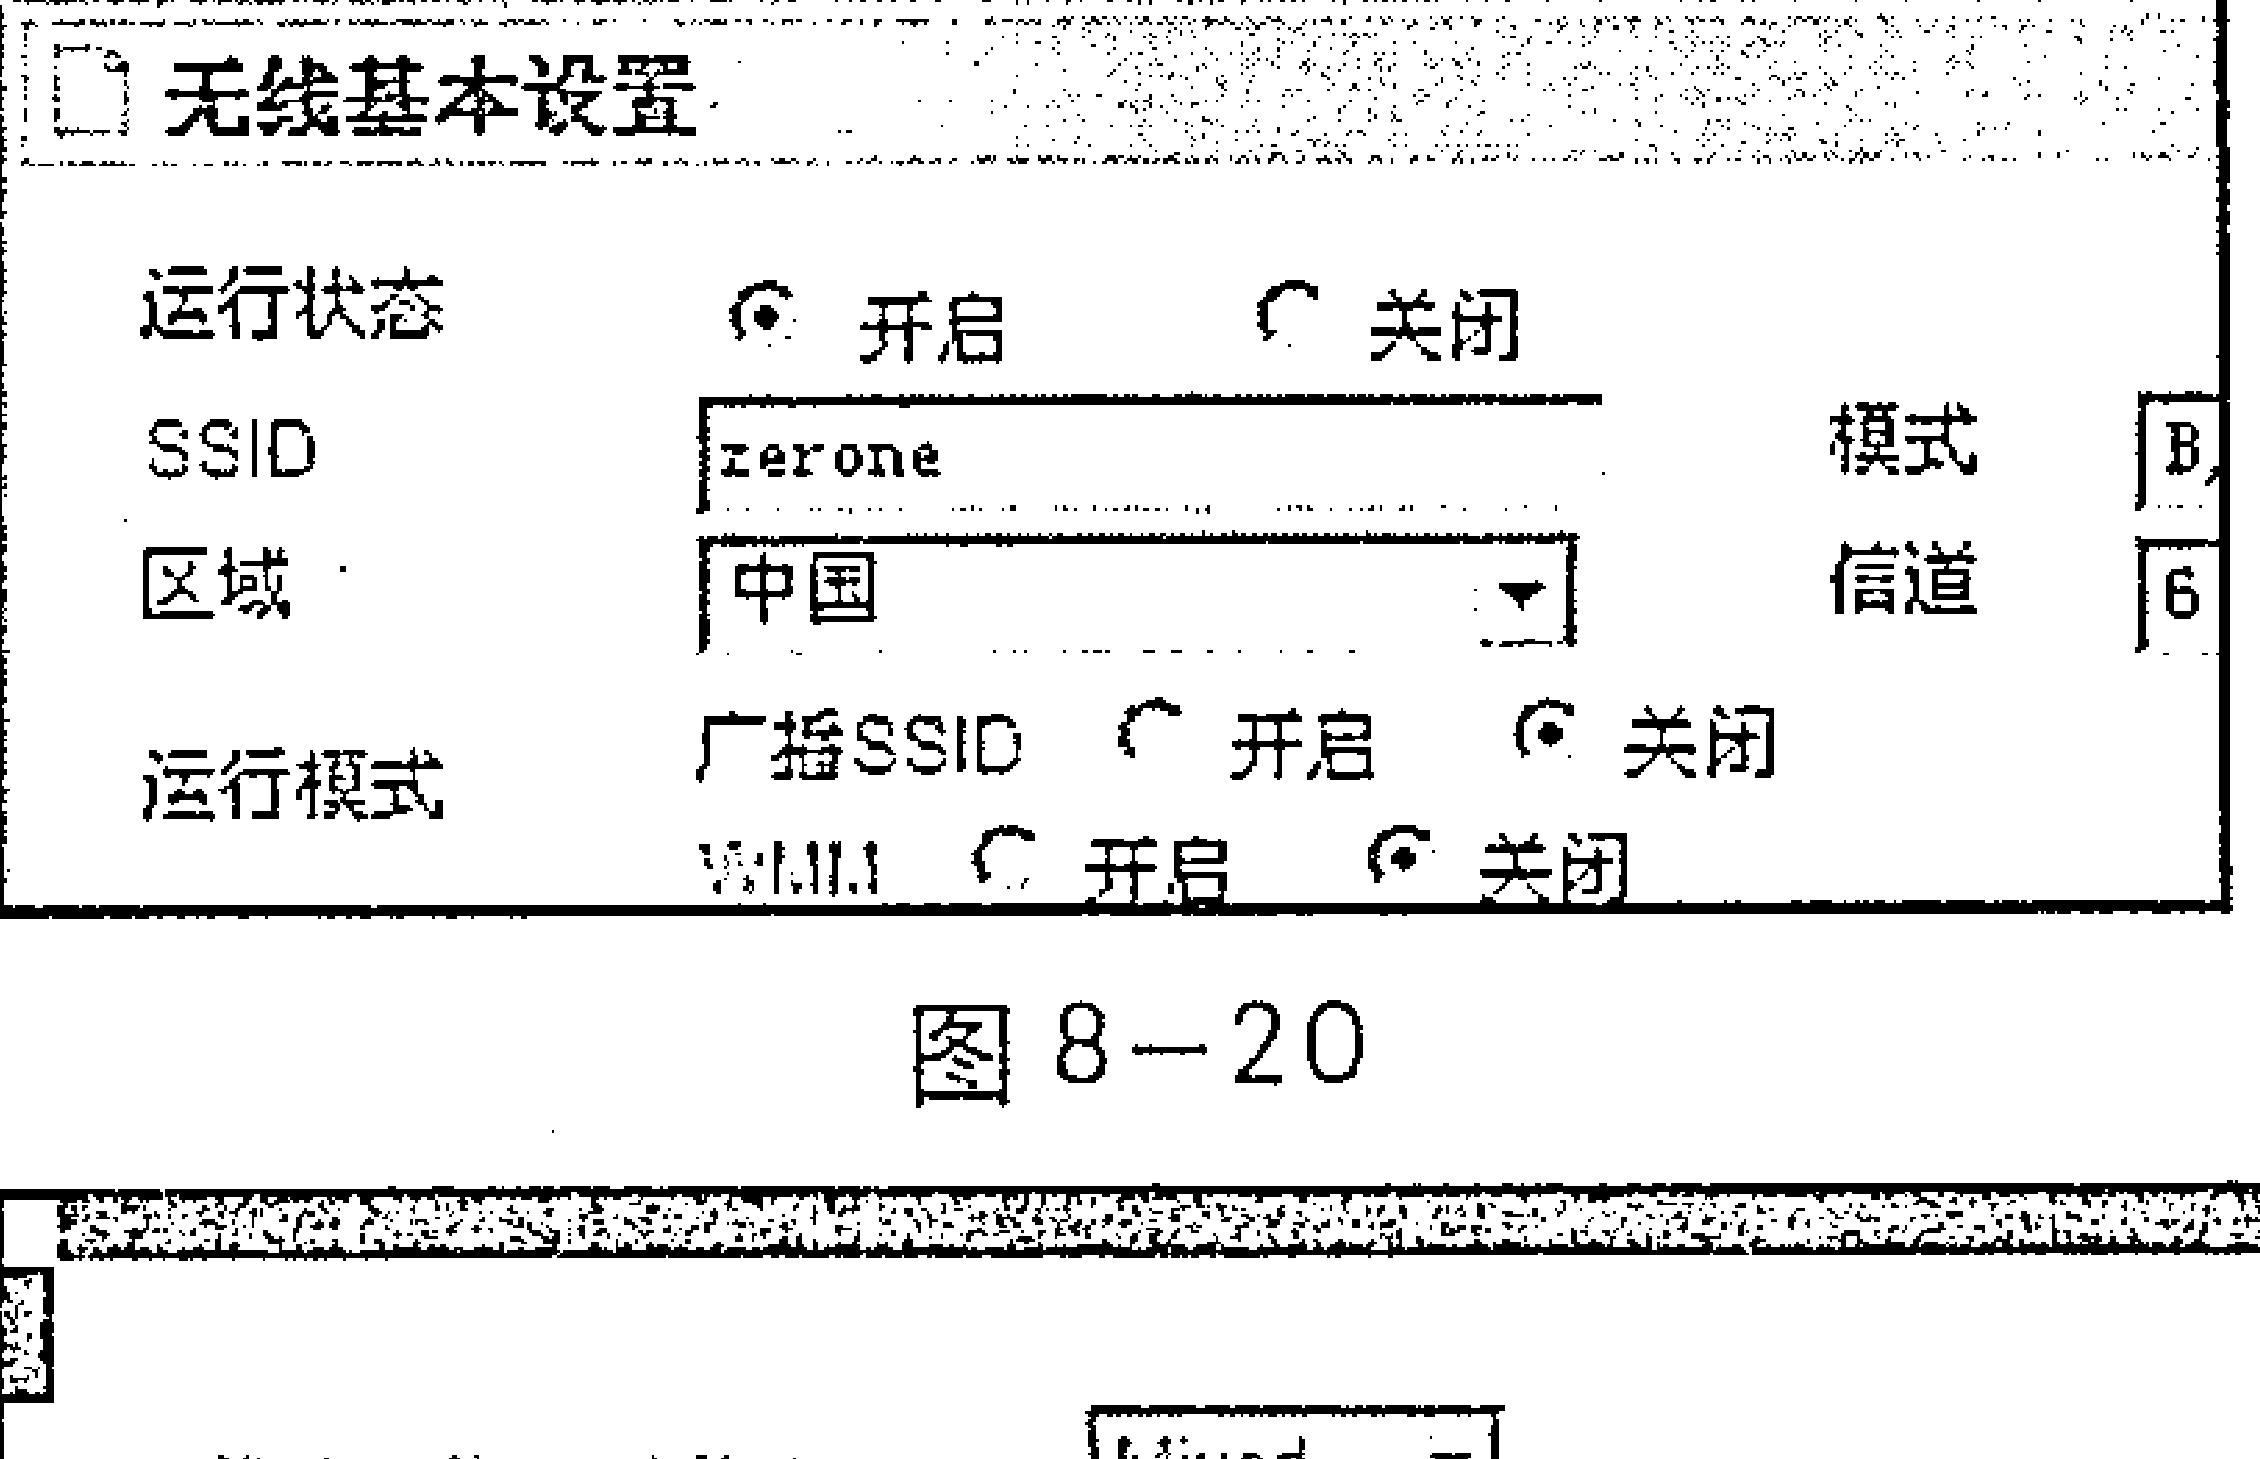 无线基本设置
运行状态 开启 关闭
SSID zerone 模式 B,
区域 中国 信道 6
广播SSID 开启 关闭
运行模式
WMM 开启 关闭
图 8-20